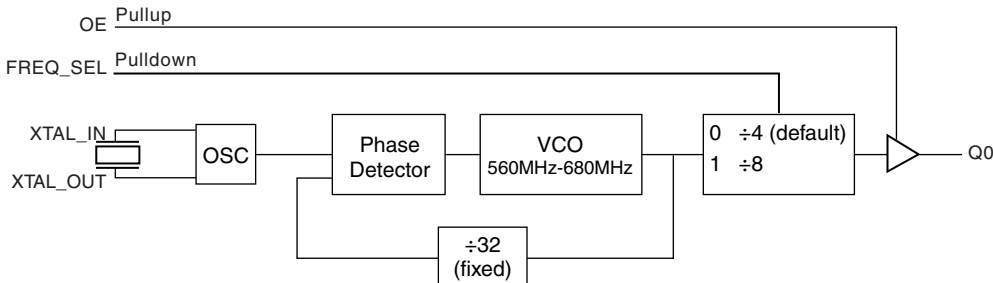 OE Pullup
FREQ_SEL Pulldown
XTAL_IN
XTAL_OUT
OSC
Phase
Detector
VCO
560MHz-680MHz
0 ÷4 (default)
1 ÷8
Q0
÷32
(fixed)